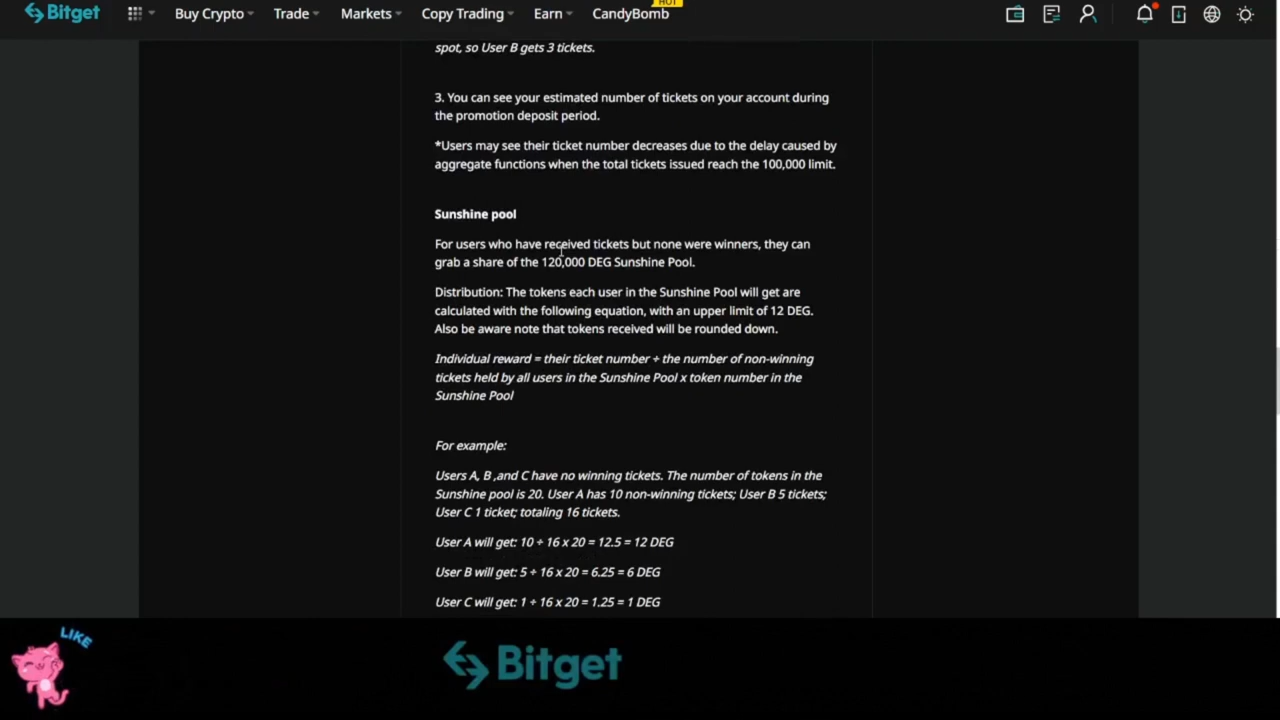 Bitget
Buy Crypto
Trade
Markets
Copy Trading
Earn
CandyBomb
HOT
spot, so User B gets 3 tickets.
3. You can see your estimated number of tickets on your account during
the promotion deposit period.
*Users may see their ticket number decreases due to the delay caused by
aggregate functions when the total tickets issued reach the 100,000 limit.
Sunshine pool
For users who have received tickets but none were winners, they can
grab a share of the 120,000 DEG Sunshine Pool.
Distribution: The tokens each user in the Sunshine Pool will get are
calculated with the following equation, with an upper limit of 12 DEG.
Also be aware note that tokens received will be rounded down.
Individual reward = their ticket number ÷ the number of non-winning
tickets held by all users in the Sunshine Pool x token number in the
Sunshine Pool
For example:
Users A, B ,and C have no winning tickets. The number of tokens in the
Sunshine pool is 20. User A has 10 non-winning tickets; User B 5 tickets;
User C 1 ticket; totaling 16 tickets.
User A will get: 10 ÷ 16 x 20 = 12.5 = 12 DEG
User B will get: 5 ÷ 16 x 20 = 6.25 = 6 DEG
User C will get: 1 ÷ 16 x 20 = 1.25 = 1 DEG
LIKE
Bitget